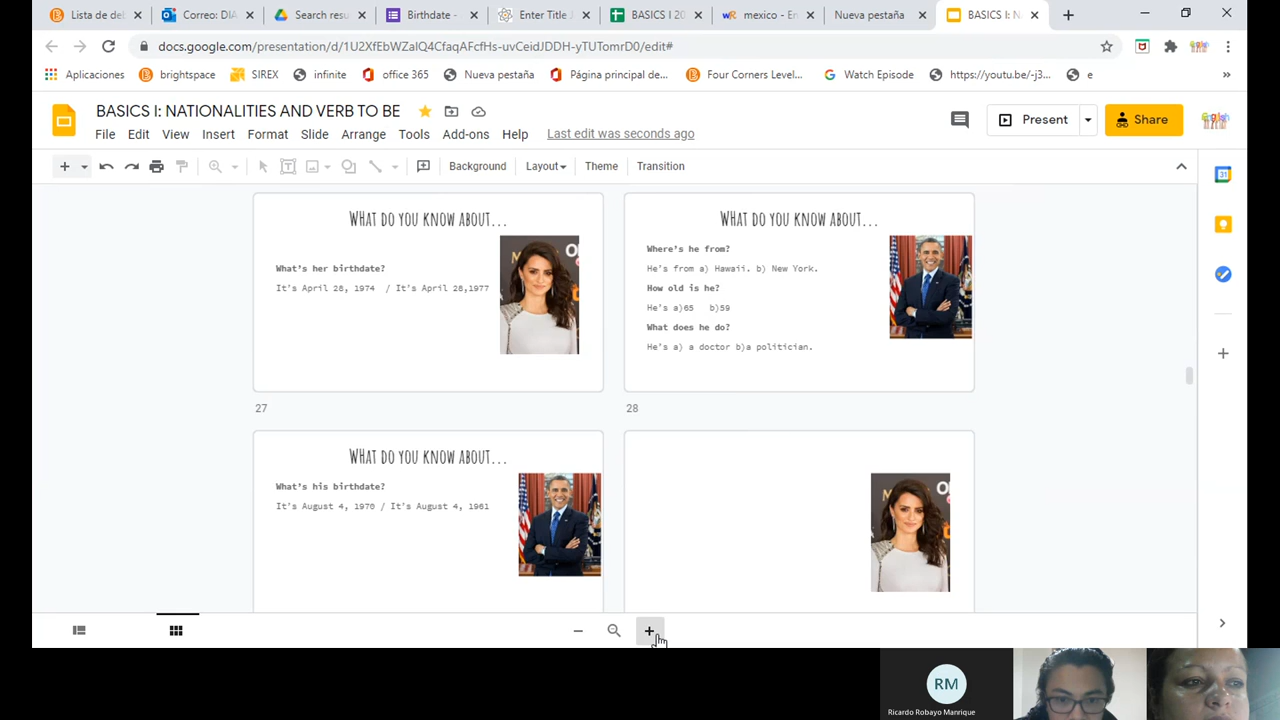 Lista de del
Correo: DIA
Search resu
Birthdate -
Enter Title
BASICS I 20
mexico - En
Nueva pestaña
BASICS I: N
docs.google.com/presentation/d/1U2XfEbWZaIQ4CfaqAFcfHs-uvCeidJDDH-yTUTomrD0/edit#
Aplicaciones
brightspace
SIREX
infinite
office 365
Nueva pestaña
Página principal de...
Four Corners Level...
Watch Episode
https://youtu.be/-j3...
e
BASICS I: NATIONALITIES AND VERB TO BE
File Edit View Insert Format Slide Arrange Tools Add-ons Help Last edit was seconds ago
Present
Share
Background Layout Theme Transition
WHAT DO YOU KNOW ABOUT...
What's her birthdate?
It's April 28, 1974 / It's April 28,1977
27
WHAT DO YOU KNOW ABOUT...
Where's he from?
He's from a) Hawaii. b) New York.
How old is he?
He's a)65 b)59
What does he do?
He's a) a doctor b)a politician.
28
WHAT DO YOU KNOW ABOUT...
What's his birthdate?
It's August 4, 1970 / It's August 4, 1961
RM
Ricardo Robayo Manrique